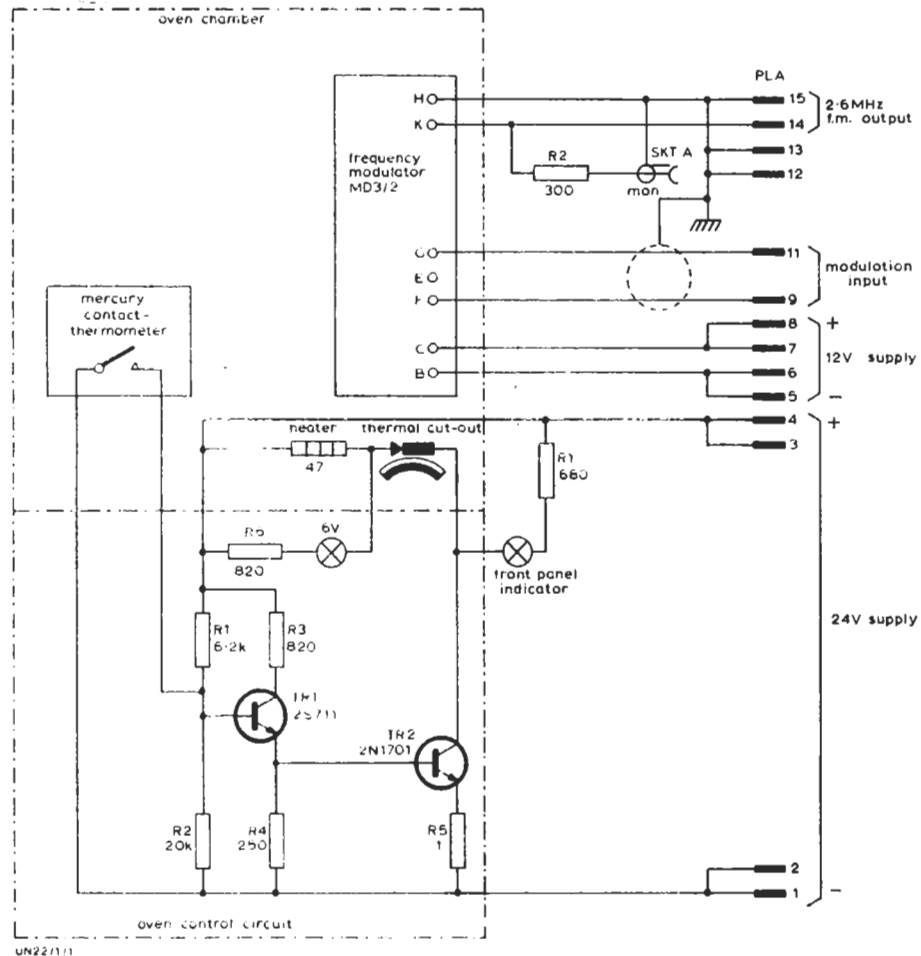 oven chamber
PLA
H
15
2·6MHz
f.m. output
K
14
frequency
modulator
MD3/2
R2
300
SKT A
mon
13
12
11
modulation
input
E
9
mercury
contact-
thermometer
8
+
7
12V supply
C
B
6
5
−
heater
thermal cut-out
4
+
3
47
R1
680
6V
820
front panel
indicator
24V supply
R1
6·2k
R3
820
TR1
TR2
2N1701
R2
20k
R4
250
R5
1
2
1
−
oven control circuit
UN22/1/1